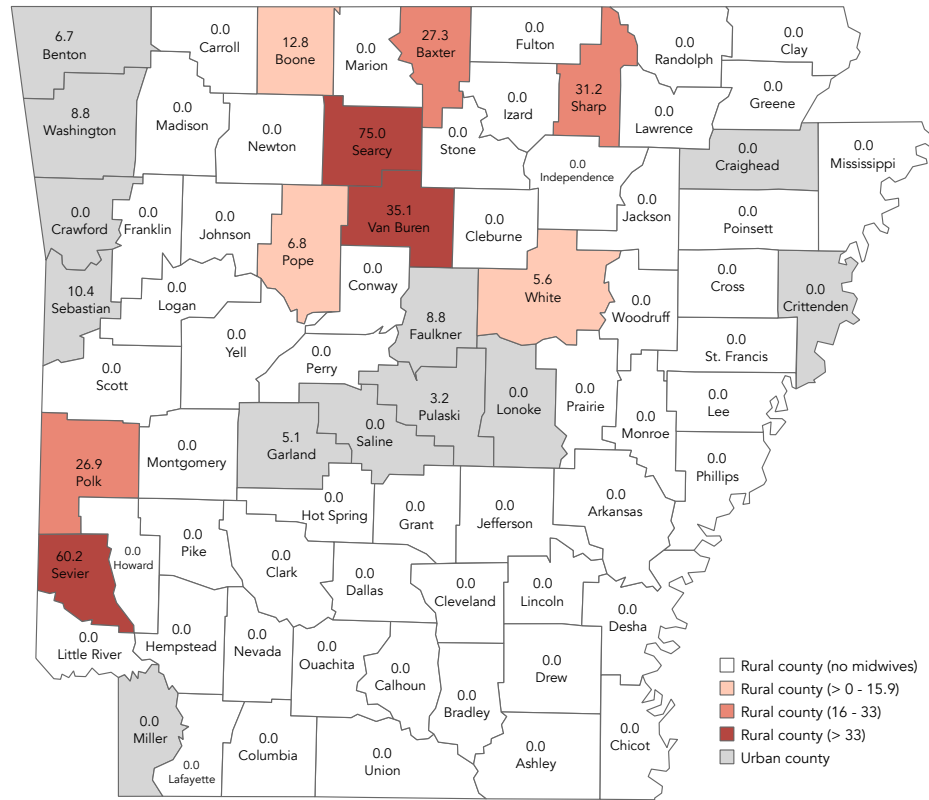 6.7
Benton
0.0
Carroll
12.8
Boone
0.0
Marion
27.3
Baxter
0.0
Fulton
0.0
Randolph
0.0
Clay
8.8
Washington
0.0
Madison
0.0
Newton
75.0
Searcy
0.0
Stone
0.0
Izard
31.2
Sharp
0.0
Lawrence
0.0
Greene
0.0
Craighead
0.0
Mississippi
0.0
Crawford
0.0
Franklin
0.0
Johnson
6.8
Pope
35.1
Van Buren
0.0
Cleburne
0.0
Independence
0.0
Jackson
0.0
Poinsett
10.4
Sebastian
0.0
Logan
0.0
Conway
8.8
Faulkner
5.6
White
0.0
Woodruff
0.0
Cross
0.0
Crittenden
0.0
Scott
0.0
Yell
0.0
Perry
3.2
Pulaski
0.0
Lonoke
0.0
Prairie
0.0
Monroe
0.0
St. Francis
0.0
Lee
0.0
Phillips
26.9
Polk
0.0
Montgomery
5.1
Garland
0.0
Saline
0.0
Hot Spring
0.0
Grant
0.0
Jefferson
0.0
Arkansas
60.2
Sevier
0.0
Howard
0.0
Pike
0.0
Clark
0.0
Dallas
0.0
Cleveland
0.0
Lincoln
0.0
Desha
0.0
Little River
0.0
Hempstead
0.0
Nevada
0.0
Ouachita
0.0
Calhoun
0.0
Bradley
0.0
Drew
0.0
Chicot
0.0
Miller
0.0
Lafayette
0.0
Columbia
0.0
Union
0.0
Ashley
Rural county (no midwives)
Rural county (> 0 - 15.9)
Rural county (16 - 33)
Rural county (> 33)
Urban county